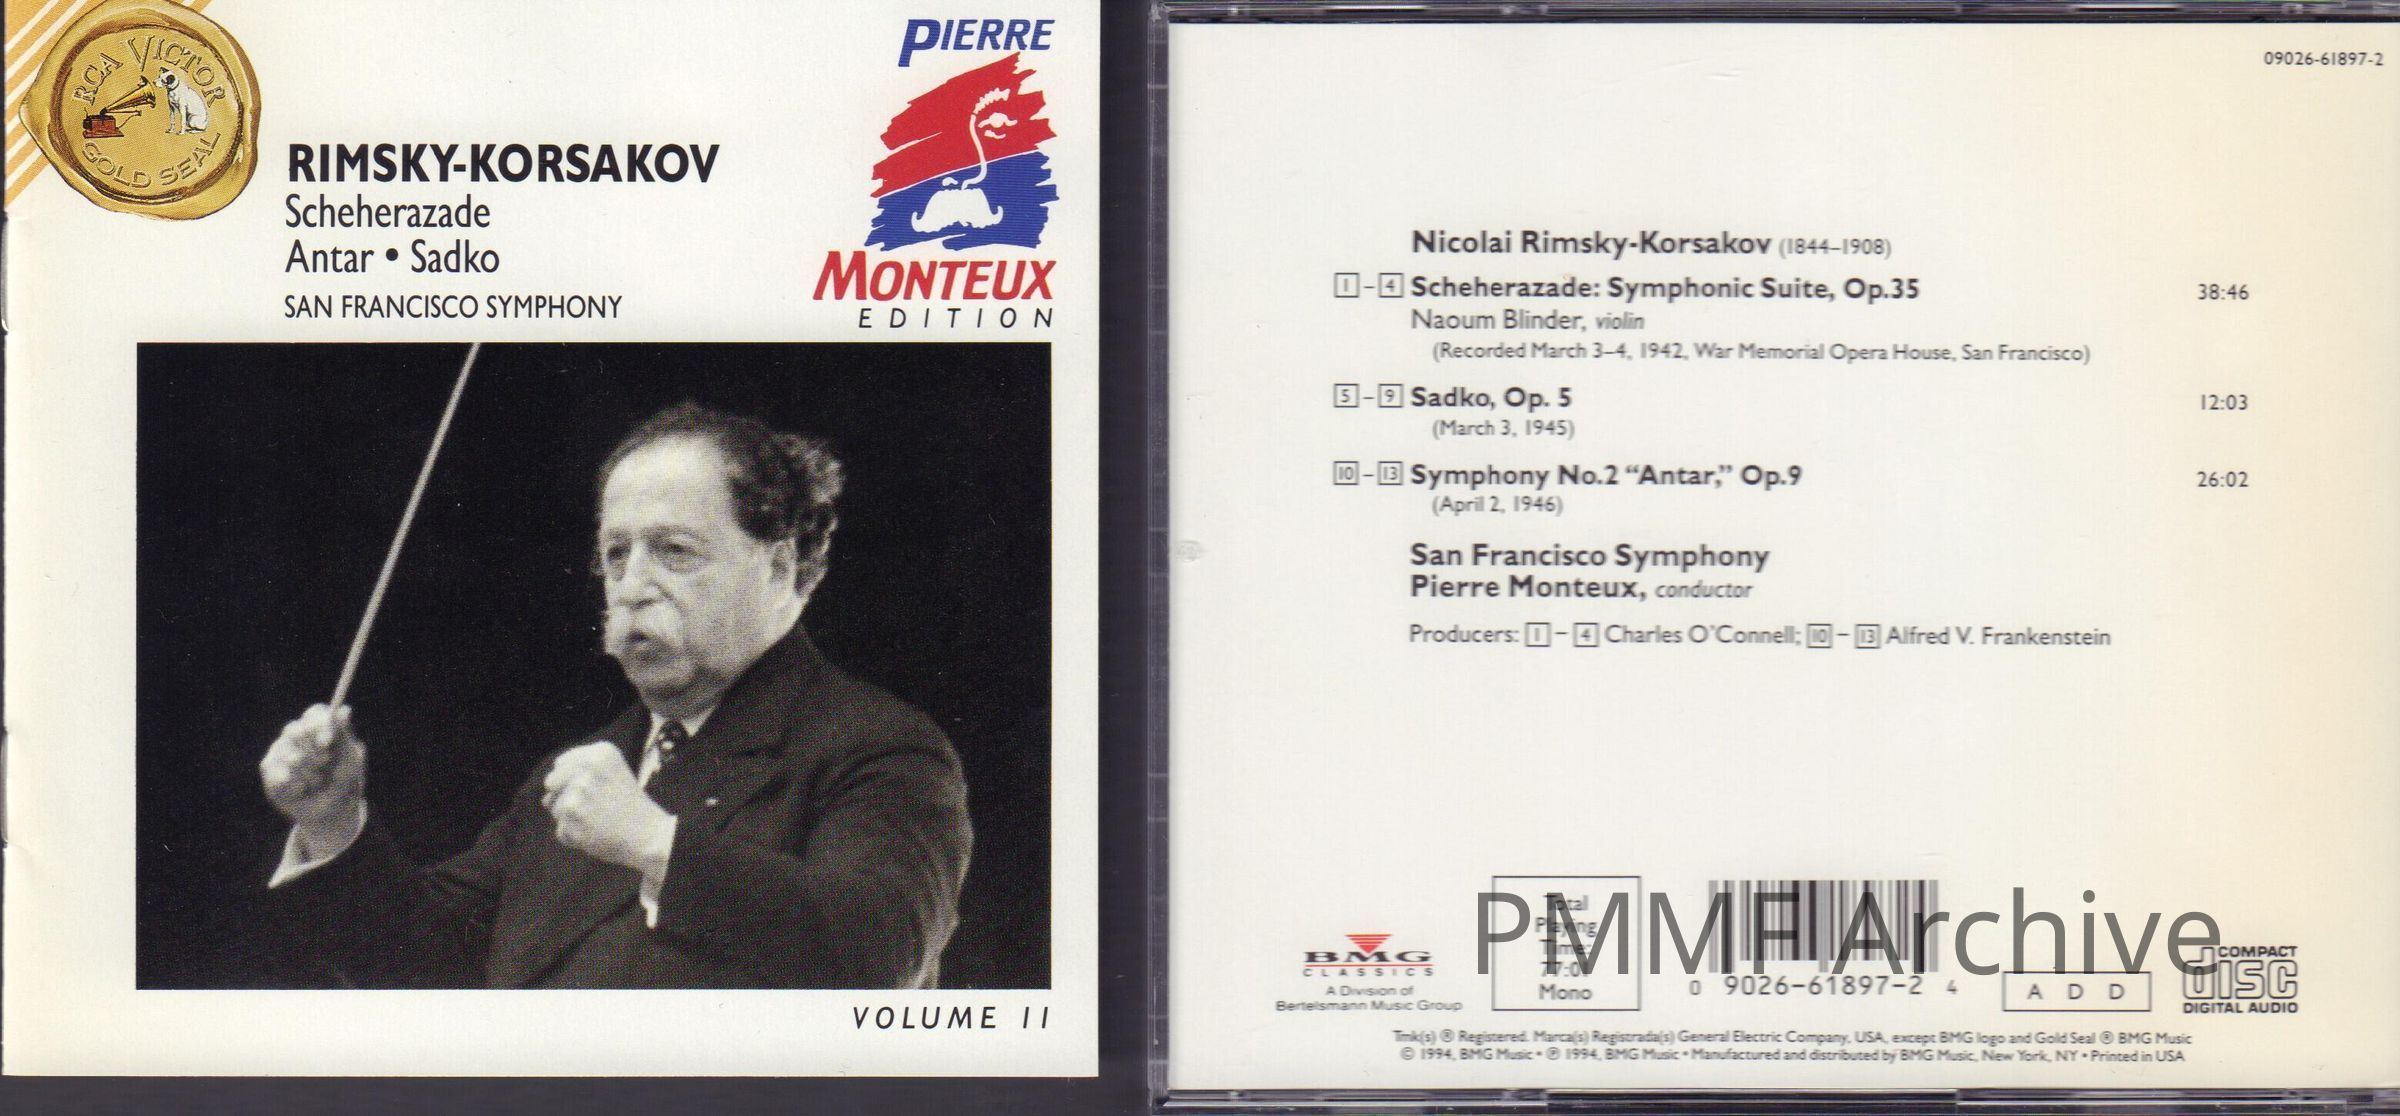 RCA VICTOR
GOLD SEAL
PIERRE
MONTEUX
EDITION
RIMSKY-KORSAKOV
Scheherazade
Antar • Sadko
SAN FRANCISCO SYMPHONY
VOLUME 11
09026-61897-2
Nicolai Rimsky-Korsakov (1844–1908)
1 – 4 Scheherazade: Symphonic Suite, Op.35 38:46
Naoum Blinder, violin
(Recorded March 3–4, 1942, War Memorial Opera House, San Francisco)
5 – 9 Sadko, Op. 5 12:03
(March 3, 1945)
10 – 13 Symphony No.2 “Antar,” Op.9 26:02
(April 2, 1946)
San Francisco Symphony
Pierre Monteux, conductor
Producers: 1 – 4 Charles O'Connell; 10 – 13 Alfred V. Frankenstein
BMG
CLASSICS
A Division of
Bertelsmann Music Group
Total
Playing
Time:
77:01
Mono
PMMF Archive
0 9026-61897-2 4
A D D
COMPACT
disc
DIGITAL AUDIO
Tmk(s) ® Registered. Marca(s) Registrada(s) General Electric Company, USA, except BMG logo and Gold Seal ® BMG Music
© 1994, BMG Music • ℗ 1994, BMG Music • Manufactured and distributed by BMG Music, New York, NY • Printed in USA